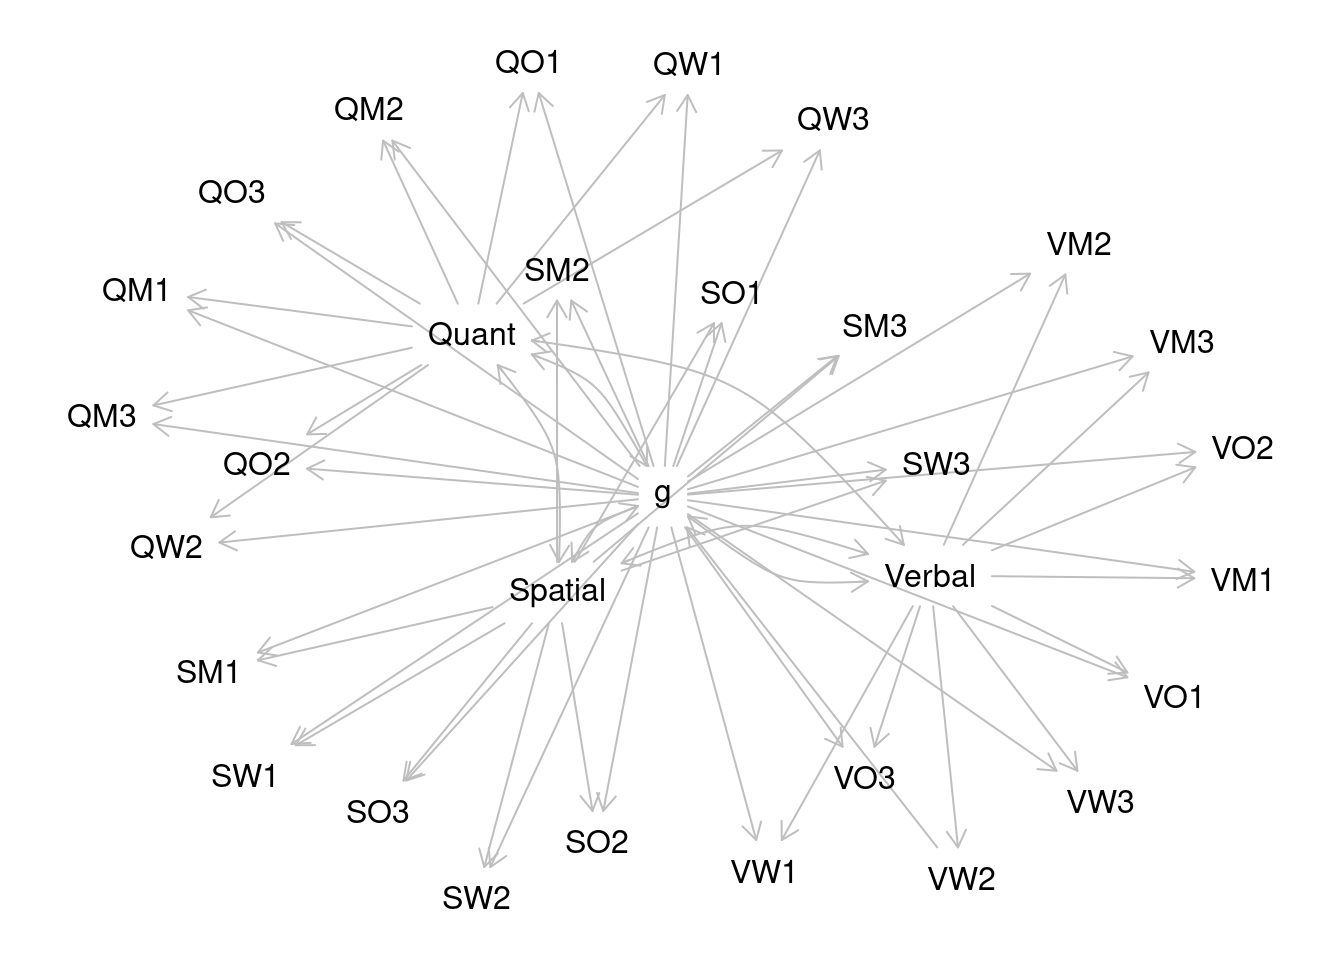 QO1
QW1
QM2
QW3
QO3
VM2
SM2
QM1
SO1
SM3
Quant
VM3
QM3
VO2
QO2
SW3
g
QW2
Verbal
VM1
Spatial
SM1
VO1
SW1
VO3
VW3
SO3
SO2
VW1
VW2
SW2